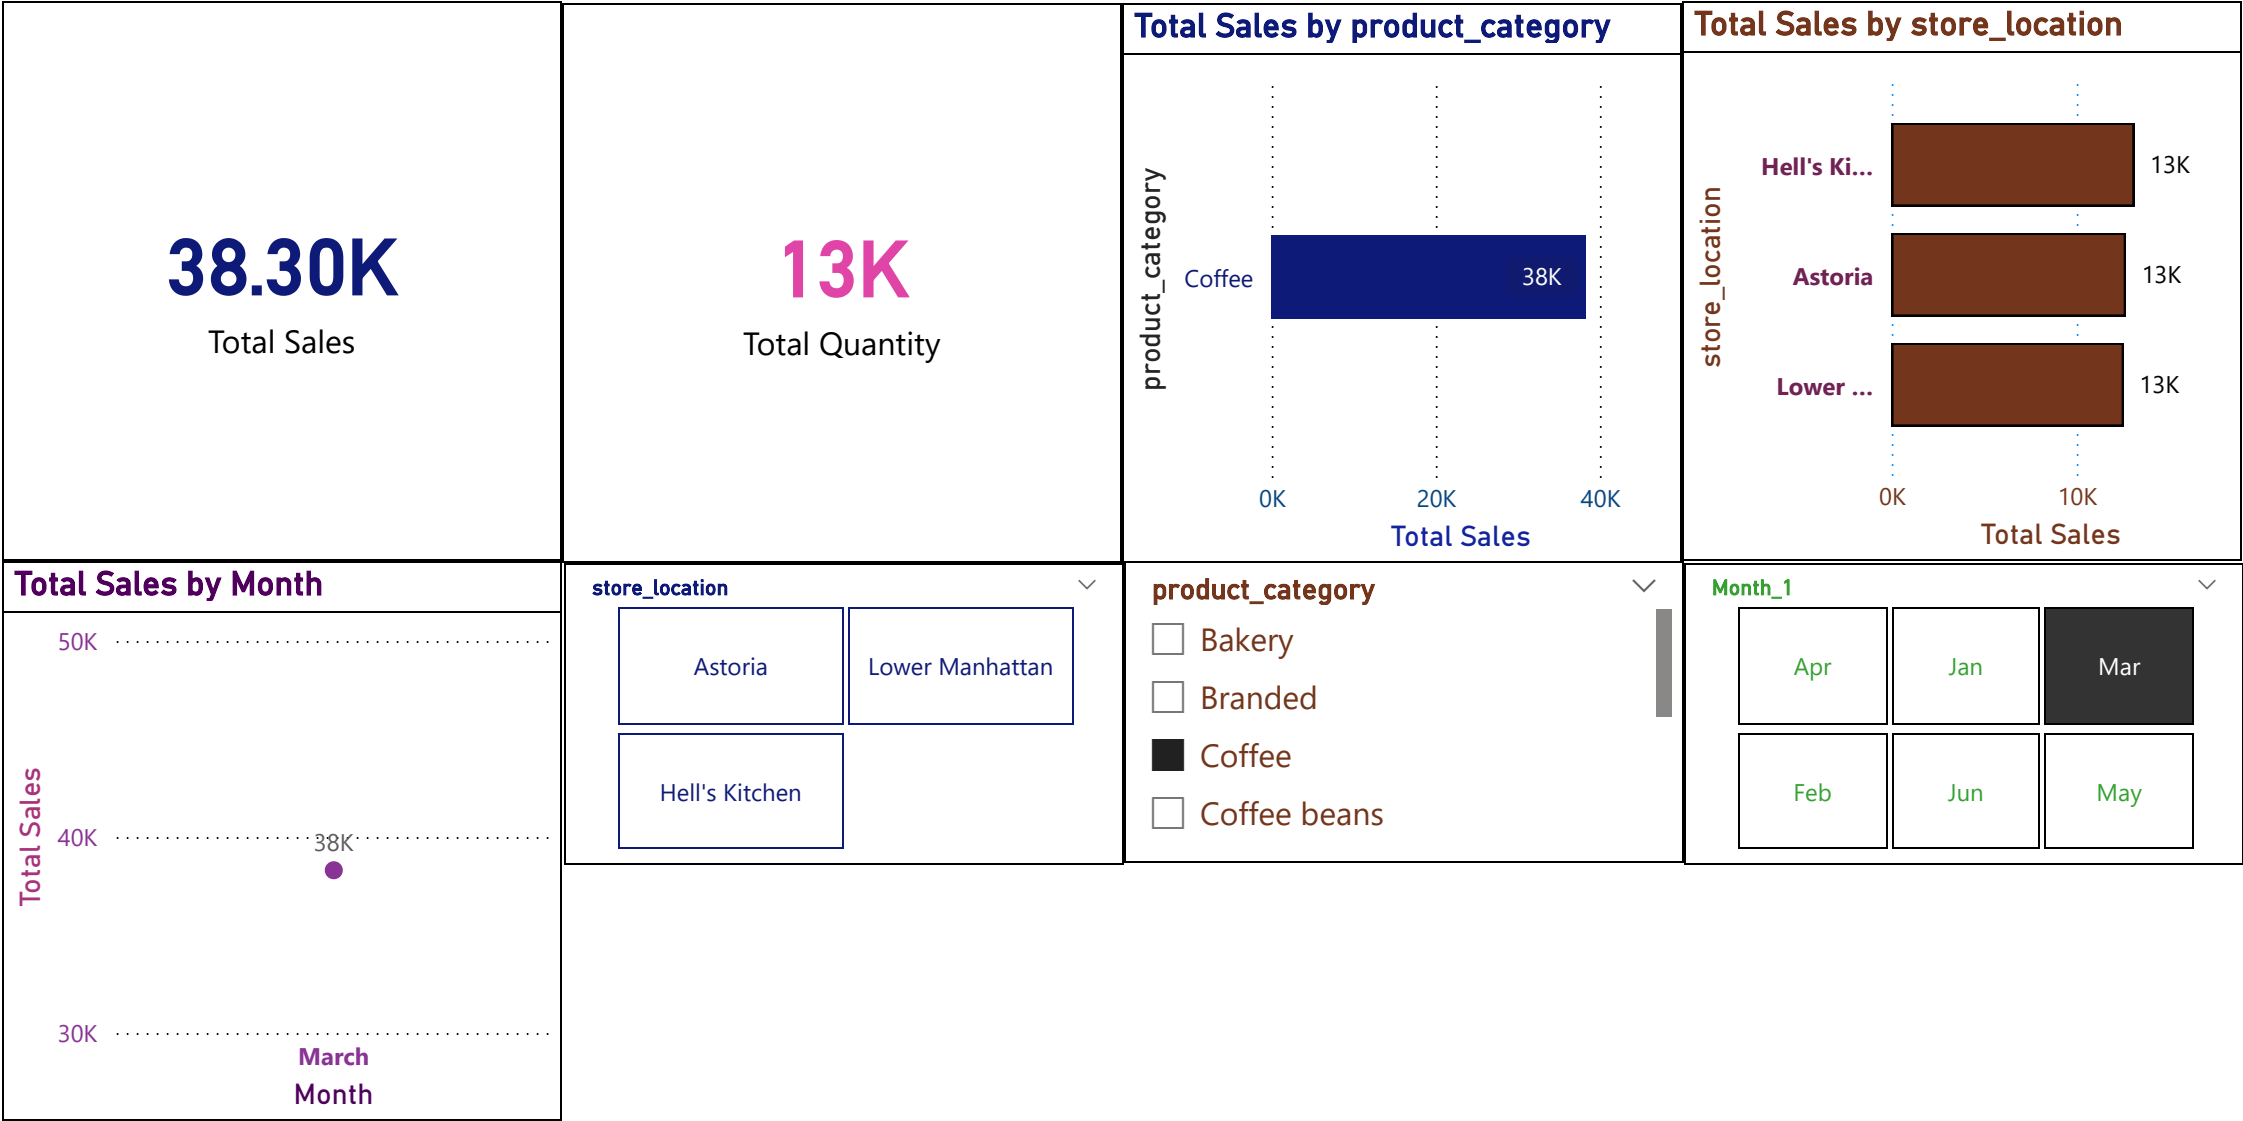 38.30K
Total Sales
13K
Total Quantity
Total Sales by product_category
product_category
Coffee
38K
0K
20K
40K
Total Sales
Total Sales by store_location
store_location
Hell's Ki...
13K
Astoria
13K
Lower ...
13K
0K
10K
Total Sales
Total Sales by Month
Total Sales
50K
40K
38K
30K
March
Month
store_location
Astoria
Lower Manhattan
Hell's Kitchen
product_category
Bakery
Branded
Coffee
Coffee beans
Month_1
Apr
Jan
Mar
Feb
Jun
May